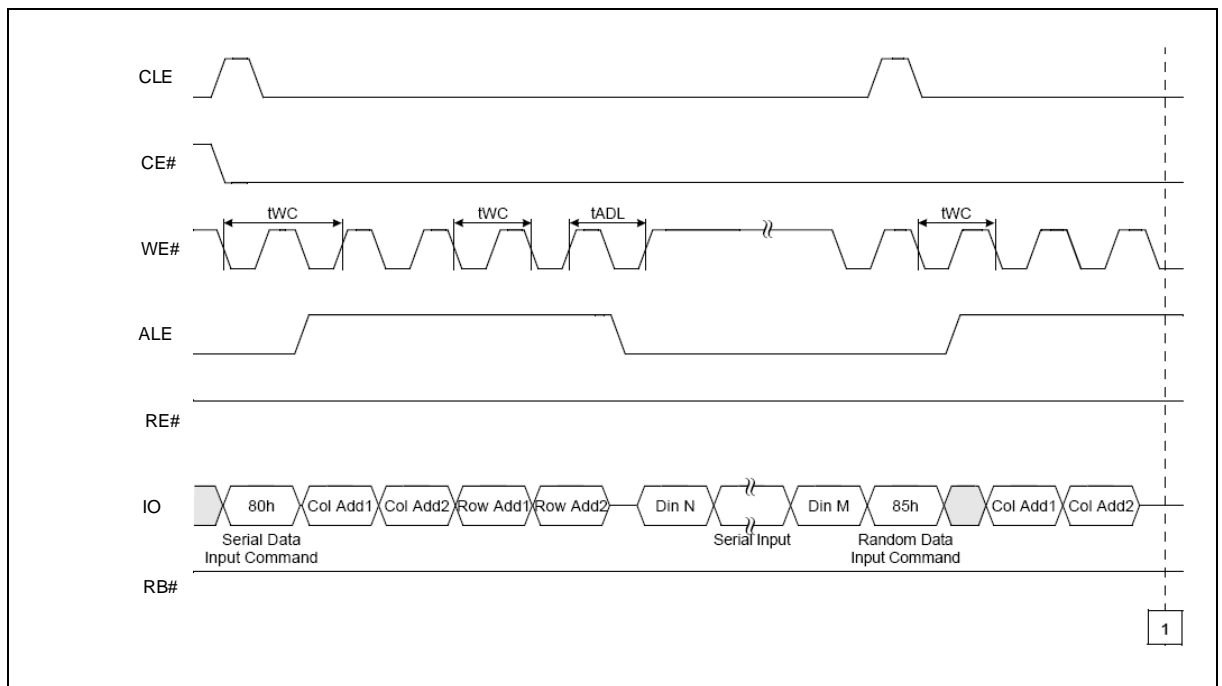 CLE
CE#
tWC tWC tADL tWC
WE#
ALE
RE#
IO 80h Col Add1 Col Add2 Row Add1 Row Add2 Din N Din M 85h Col Add1 Col Add2
Serial Data Serial Input Random Data
Input Command Input Command
RB#
1